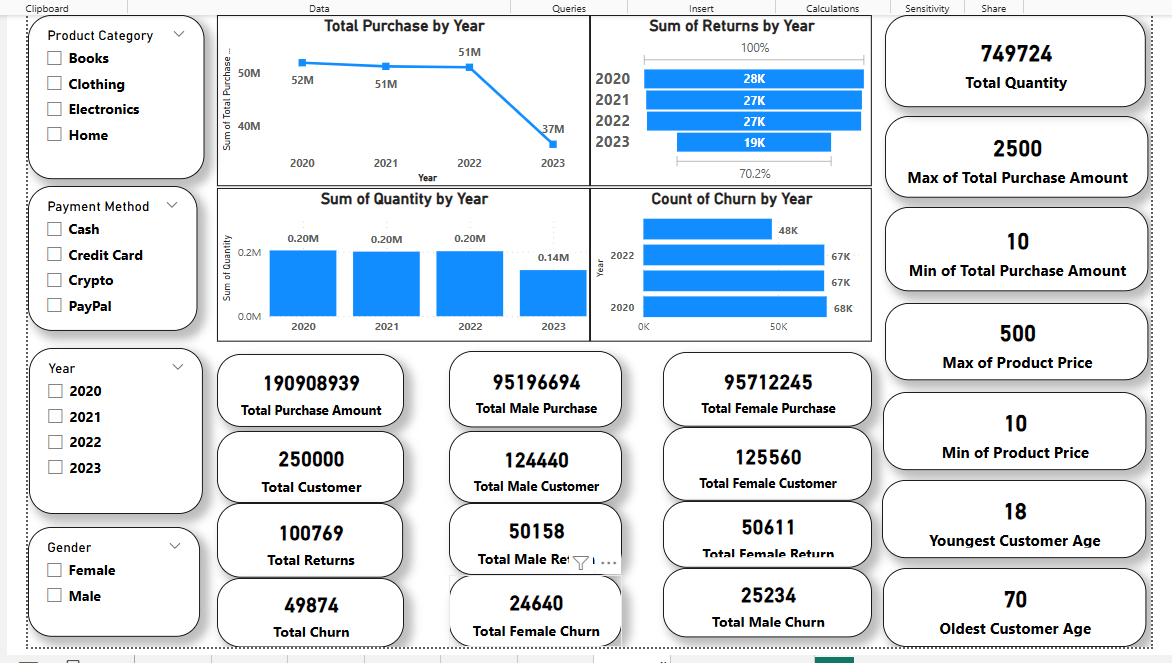 Clipboard
Data
Queries
Insert
Calculations
Sensitivity
Share
Product Category
Books
Clothing
Electronics
Home
Payment Method
Cash
Credit Card
Crypto
PayPal
Year
2020
2021
2022
2023
Gender
Female
Male
Total Purchase by Year
Sum of Total Purchase ...
50M
40M
52M
51M
51M
37M
2020 2021 2022 2023
Year
Sum of Returns by Year
100%
2020 28K
2021 27K
2022 27K
2023 19K
70.2%
Sum of Quantity by Year
Sum of Quantity
0.2M
0.0M
0.20M 0.20M 0.20M 0.14M
2020 2021 2022 2023
Count of Churn by Year
Year
48K
2022 67K
67K
2020 68K
0K 50K
190908939
Total Purchase Amount
95196694
Total Male Purchase
95712245
Total Female Purchase
250000
Total Customer
124440
Total Male Customer
125560
Total Female Customer
100769
Total Returns
50158
Total Male Ret
50611
Total Female Return
49874
Total Churn
24640
Total Female Churn
25234
Total Male Churn
749724
Total Quantity
2500
Max of Total Purchase Amount
10
Min of Total Purchase Amount
500
Max of Product Price
10
Min of Product Price
18
Youngest Customer Age
70
Oldest Customer Age